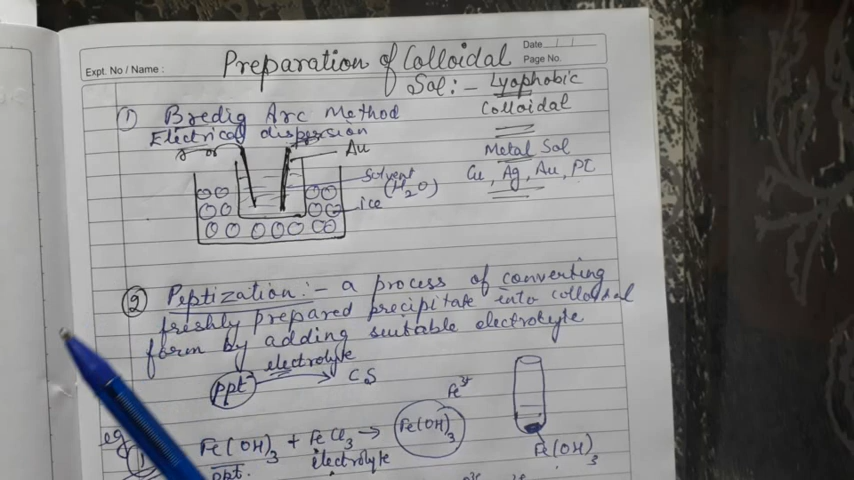 Expt. No / Name :
Preparation of Colloidal
Date / /
Page No.
Sol:- Lyophobic
Colloidal
① Bredig Arc Method
Electrical dispersion
Au
Metal Sol
Cu, Ag, Au, Pt
Solvent
(H2O)
ice
② Peptization:- a process of converting
freshly prepared precipitate into colloidal
form by adding suitable electrolyte
electrolyte
ppt → CS
Fe3+
eg
① Fe(OH)3 + FeCl3 → Fe(OH)3
ppt. electrolyte
Fe(OH)3